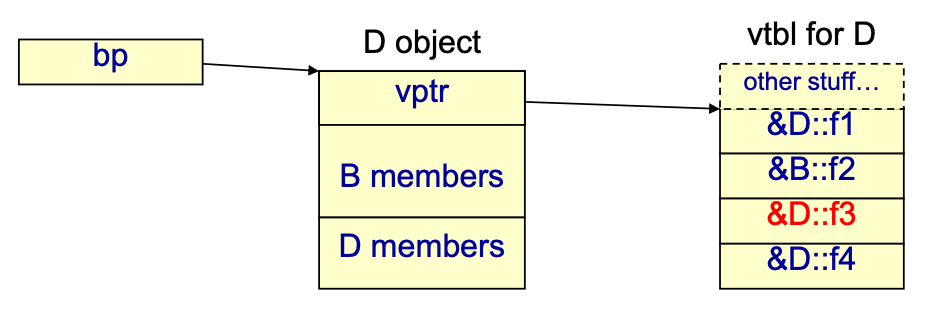 D object
vtbl for D
bp
vptr
B members
D members
other stuff…
&D::f1
&B::f2
&D::f3
&D::f4